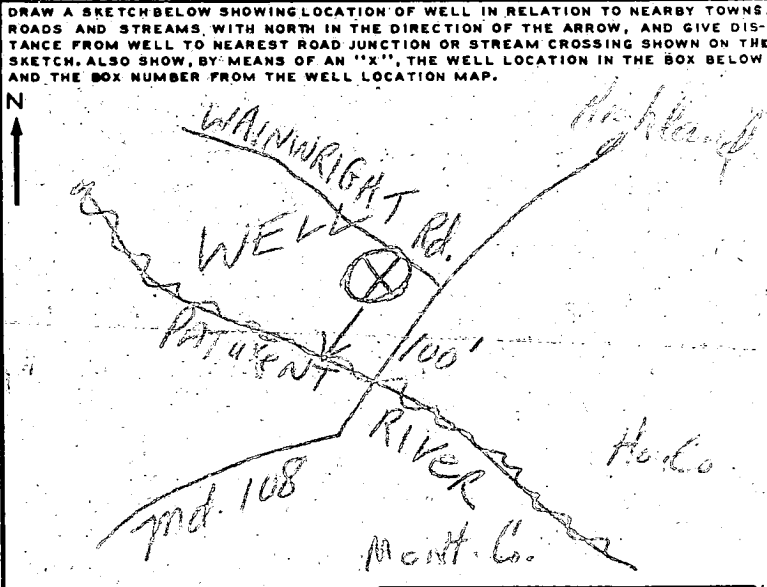 DRAW A SKETCH BELOW SHOWING LOCATION OF WELL IN RELATION TO NEARBY TOWNS
ROADS AND STREAMS WITH NORTH IN THE DIRECTION OF THE ARROW, AND GIVE DIS-
TANCE FROM WELL TO NEAREST ROAD JUNCTION OR STREAM CROSSING SHOWN ON THE
SKETCH. ALSO SHOW, BY MEANS OF AN "X", THE WELL LOCATION IN THE BOX BELOW
AND THE BOX NUMBER FROM THE WELL LOCATION MAP.
N
Highland
WAINWRIGHT Rd.
WELL
X
100'
PATUXENT RIVER
Md. 108
Ho. Co
Mont. Co.